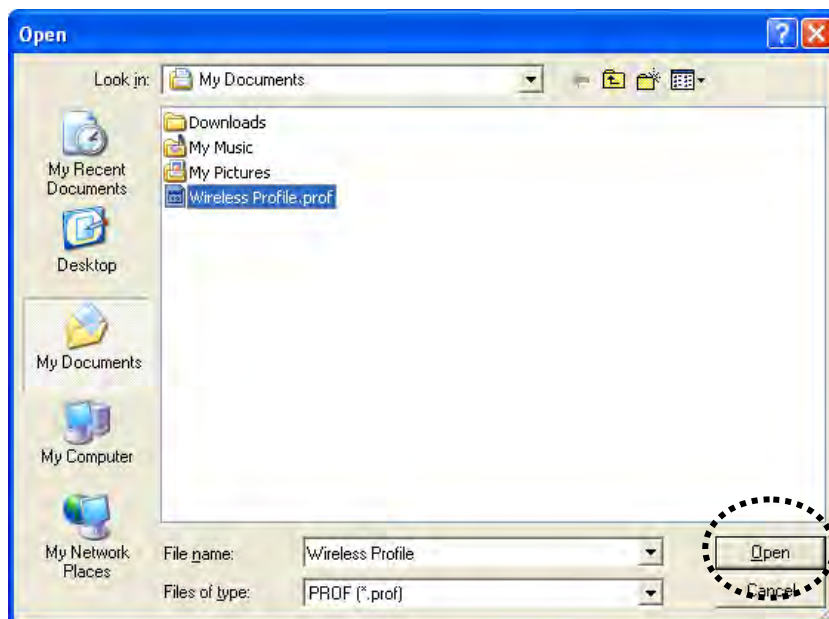 Open
Look in: My Documents
My Recent
Documents
Desktop
My Documents
My Computer
My Network
Places
Downloads
My Music
My Pictures
Wireless Profile.prof
File name: Wireless Profile Open
Files of type: PROF (*.prof) Cancel